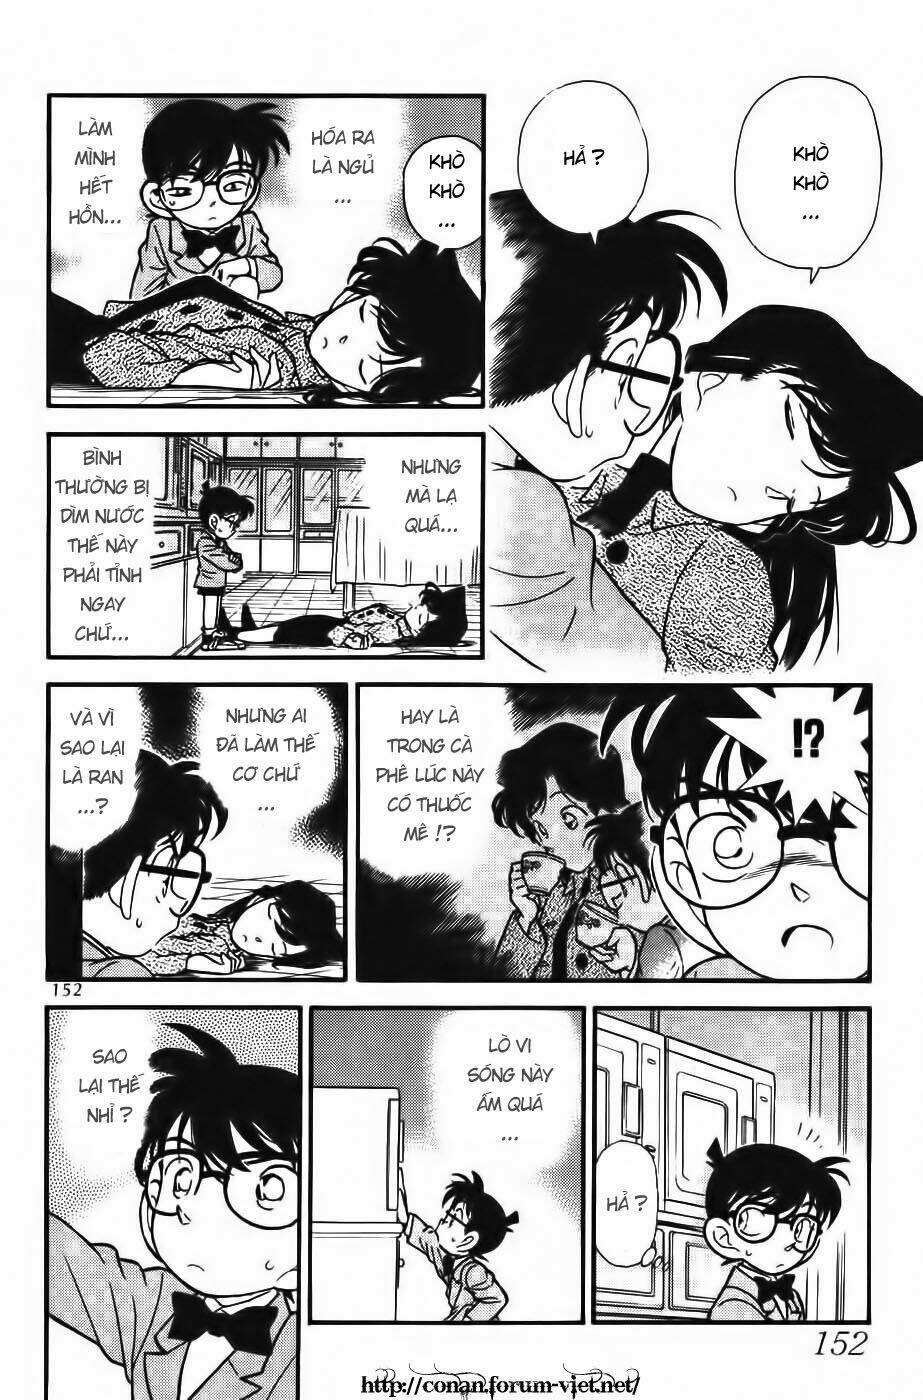 KHÒ
KHÒ
...
HẢ ?
KHÒ
KHÒ
...
HÓA RA
LÀ NGỦ
...
LÀM
MÌNH
HẾT
HỒN...
NHƯNG
MÀ LẠ
QUÁ...
BÌNH
THƯỜNG BỊ
DÌM NƯỚC
THẾ NÀY
PHẢI TỈNH
NGAY
CHỨ...
!?
HAY LÀ
TRONG CÀ
PHÊ LÚC NÀY
CÓ THUỐC
MÊ !?
NHƯNG AI
ĐÃ LÀM THẾ
CƠ CHỨ
...
VÀ VÌ
SAO LẠI
LÀ RAN
...?
152
HẢ ?
LÒ VI
SÓNG NÀY
ẤM QUÁ
...
SAO
LẠI THẾ
NHỈ ?
152
http://conan.forum-viet.net/